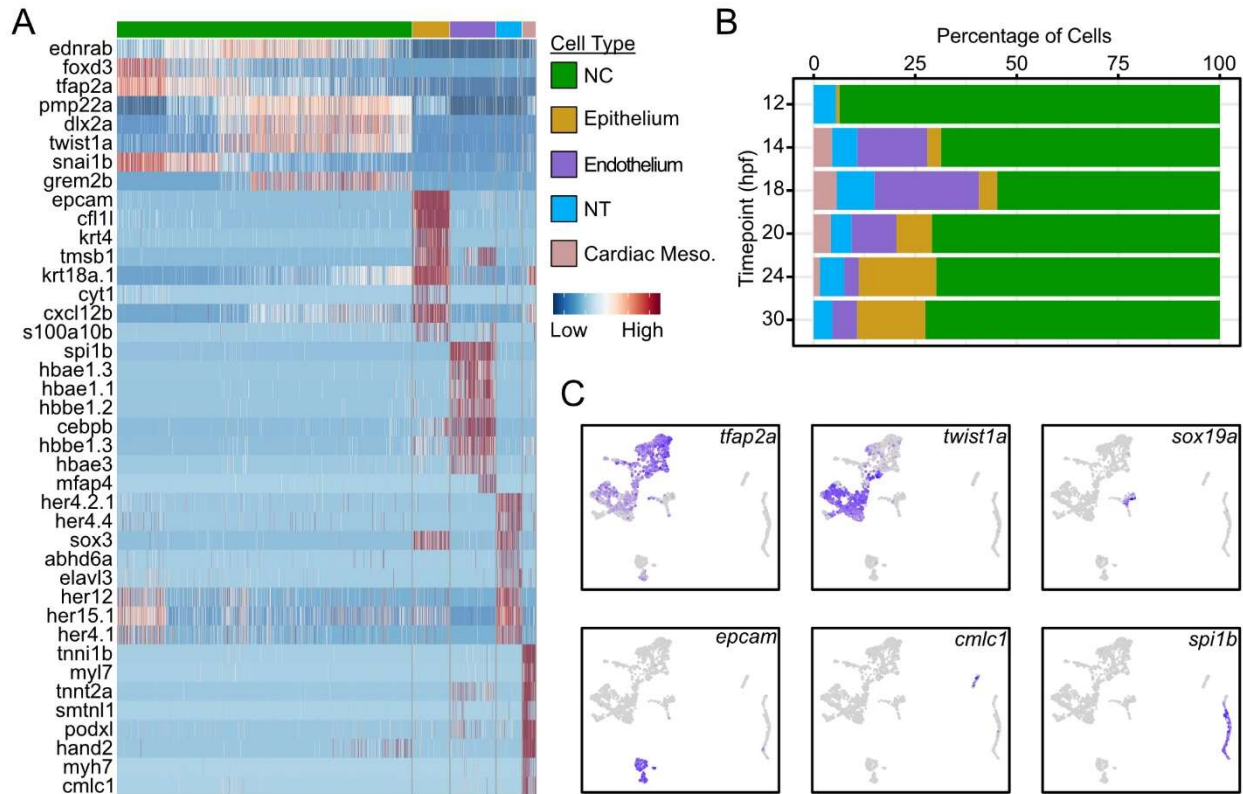 A
ednrab
foxd3
tfap2a
pmp22a
dlx2a
twist1a
snai1b
grem2b
epcam
cfl1l
krt4
tmsb1
krt18a.1
cyt1
cxcl12b
s100a10b
spi1b
hbae1.3
hbae1.1
hbbe1.2
cebpb
hbbe1.3
hbae3
mfap4
her4.2.1
her4.4
sox3
abhd6a
elavl3
her12
her15.1
her4.1
tnni1b
myl7
tnnt2a
smtnl1
podxl
hand2
myh7
cmlc1
Cell Type
NC
Epithelium
Endothelium
NT
Cardiac Meso.
Low High
B
Percentage of Cells
0 25 50 75 100
Timepoint (hpf)
12
14
18
20
24
30
C
tfap2a
twist1a
sox19a
epcam
cmlc1
spi1b